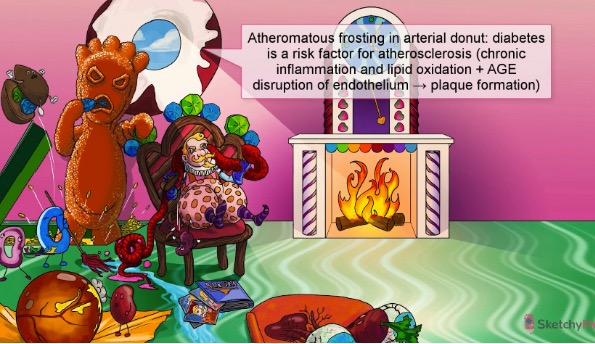 Atheromatous frosting in arterial donut: diabetes
is a risk factor for atherosclerosis (chronic
inflammation and lipid oxidation + AGE
disruption of endothelium → plaque formation)